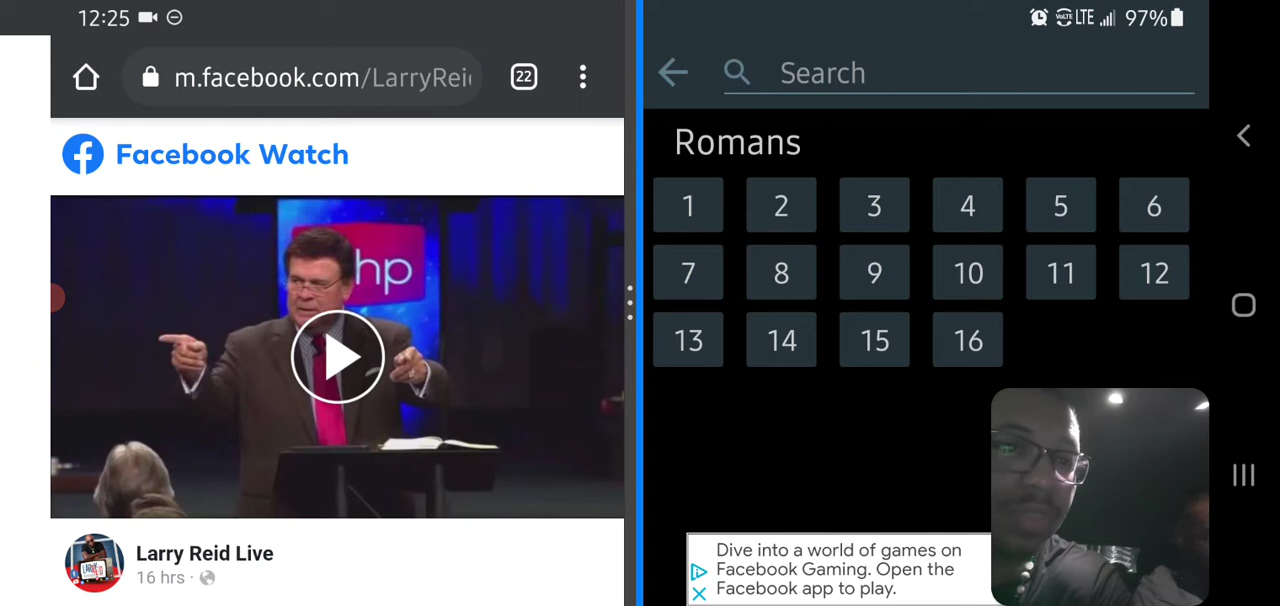 12:25
m.facebook.com/LarryRei
22
Facebook Watch
hp
Larry Reid Live
16 hrs ·
LTE 97%
Search
Romans
1 2 3 4 5 6
7 8 9 10 11 12
13 14 15 16
Dive into a world of games on
Facebook Gaming. Open the
Facebook app to play.